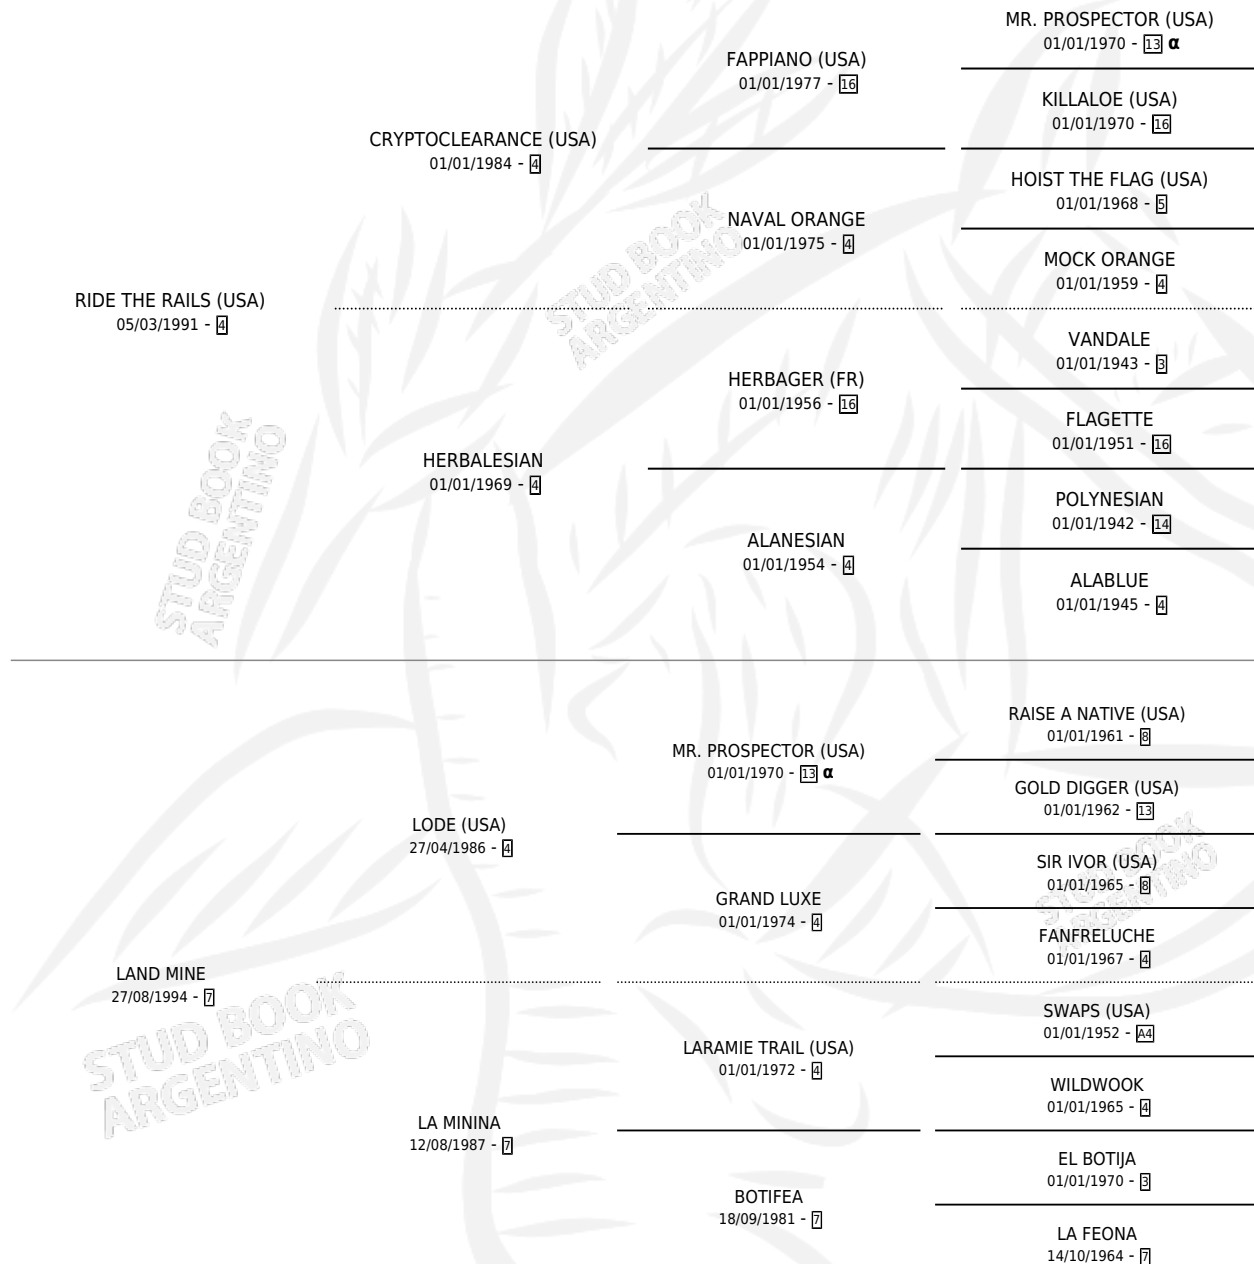 MR. PROSPECTOR (USA)
01/01/1970 - 13 α
FAPPIANO (USA)
01/01/1977 - 16
KILLALOE (USA)
01/01/1970 - 16
CRYPTOCLEARANCE (USA)
01/01/1984 - 4
HOIST THE FLAG (USA)
01/01/1968 - 5
NAVAL ORANGE
01/01/1975 - 4
MOCK ORANGE
01/01/1959 - 4
STUD BOOK
ARGENTINO
RIDE THE RAILS (USA)
05/03/1991 - 4
VANDALE
01/01/1943 - 3
HERBAGER (FR)
01/01/1956 - 16
FLAGETTE
01/01/1951 - 16
HERBALESIAN
01/01/1969 - 4
POLYNESIAN
01/01/1942 - 14
ALANESIAN
01/01/1954 - 4
ALABLUE
01/01/1945 - 4
STUD BOOK
ARGENTINO
RAISE A NATIVE (USA)
01/01/1961 - 8
MR. PROSPECTOR (USA)
01/01/1970 - 13 α
GOLD DIGGER (USA)
01/01/1962 - 13
LODE (USA)
27/04/1986 - 4
SIR IVOR (USA)
01/01/1965 - 8
STUD BOOK
ARGENTINO
GRAND LUXE
01/01/1974 - 4
FANFRELUCHE
01/01/1967 - 4
LAND MINE
27/08/1994 - 7
SWAPS (USA)
01/01/1952 - A4
LARAMIE TRAIL (USA)
01/01/1972 - 4
WILDWOOK
01/01/1965 - 4
STUD BOOK
ARGENTINO
LA MININA
12/08/1987 - 7
EL BOTIJA
01/01/1970 - 3
BOTIFEA
18/09/1981 - 7
LA FEONA
14/10/1964 - 7